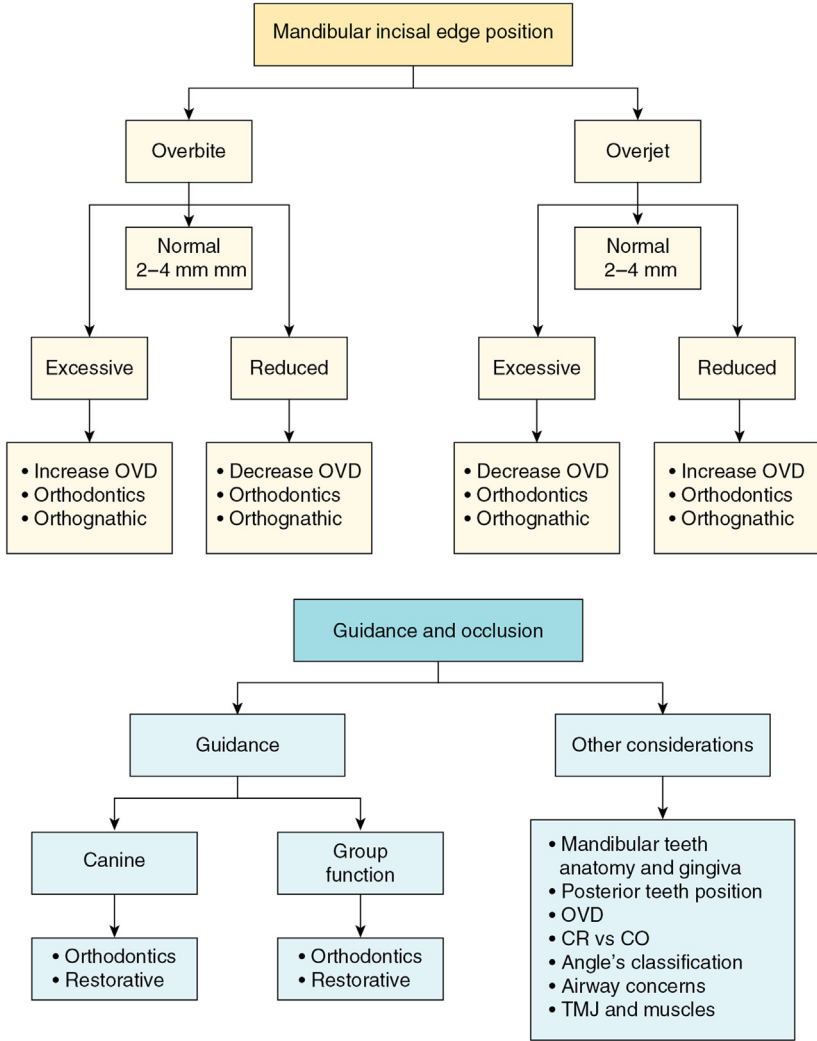 Mandibular incisal edge position
Overbite
Overjet
Normal
2–4 mm mm
Normal
2–4 mm
Excessive
Reduced
Excessive
Reduced
• Increase OVD
• Orthodontics
• Orthognathic
• Decrease OVD
• Orthodontics
• Orthognathic
• Decrease OVD
• Orthodontics
• Orthognathic
• Increase OVD
• Orthodontics
• Orthognathic
Guidance and occlusion
Guidance
Other considerations
Canine
Group
function
• Orthodontics
• Restorative
• Orthodontics
• Restorative
• Mandibular teeth
anatomy and gingiva
• Posterior teeth position
• OVD
• CR vs CO
• Angle’s classification
• Airway concerns
• TMJ and muscles